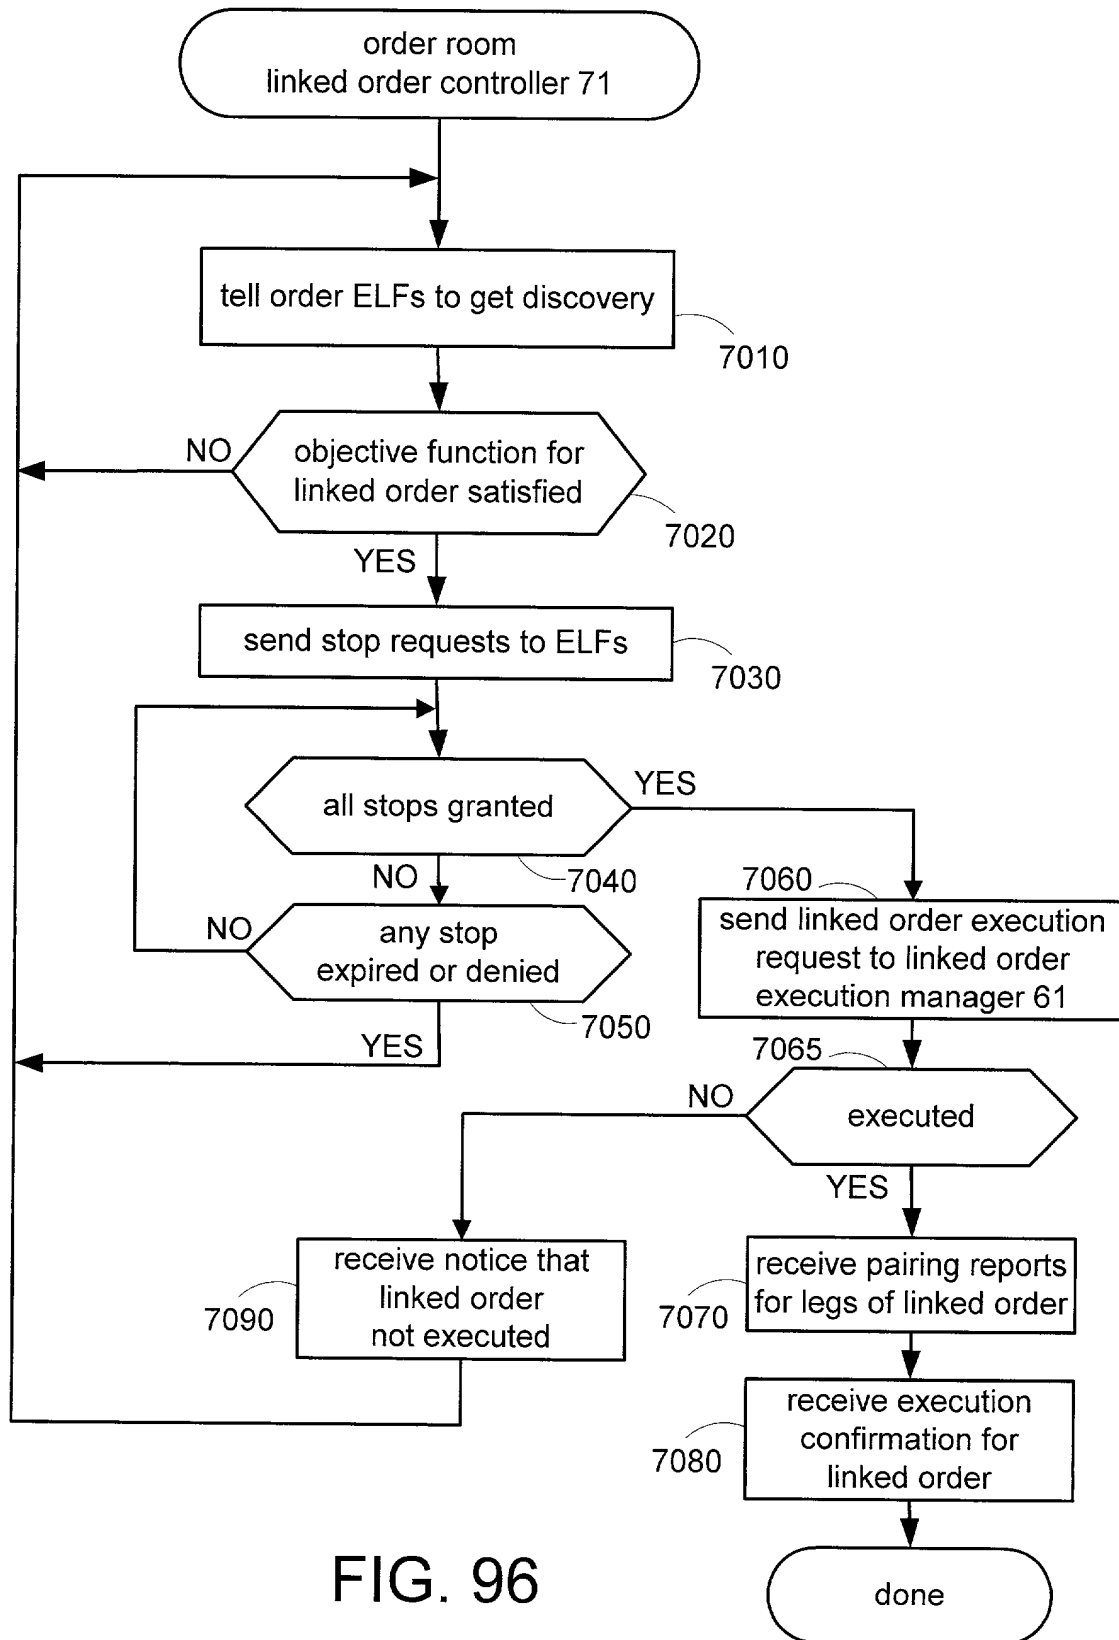 order room
linked order controller 71
tell order ELFs to get discovery
7010
NO
objective function for
linked order satisfied
7020
YES
send stop requests to ELFs
7030
all stops granted
YES
7040
NO
NO
any stop
expired or denied
7050
YES
7060
send linked order execution
request to linked order
execution manager 61
7065
NO
executed
YES
receive notice that
linked order
not executed
7090
receive pairing reports
for legs of linked order
7070
receive execution
confirmation for
linked order
7080
done
FIG. 96